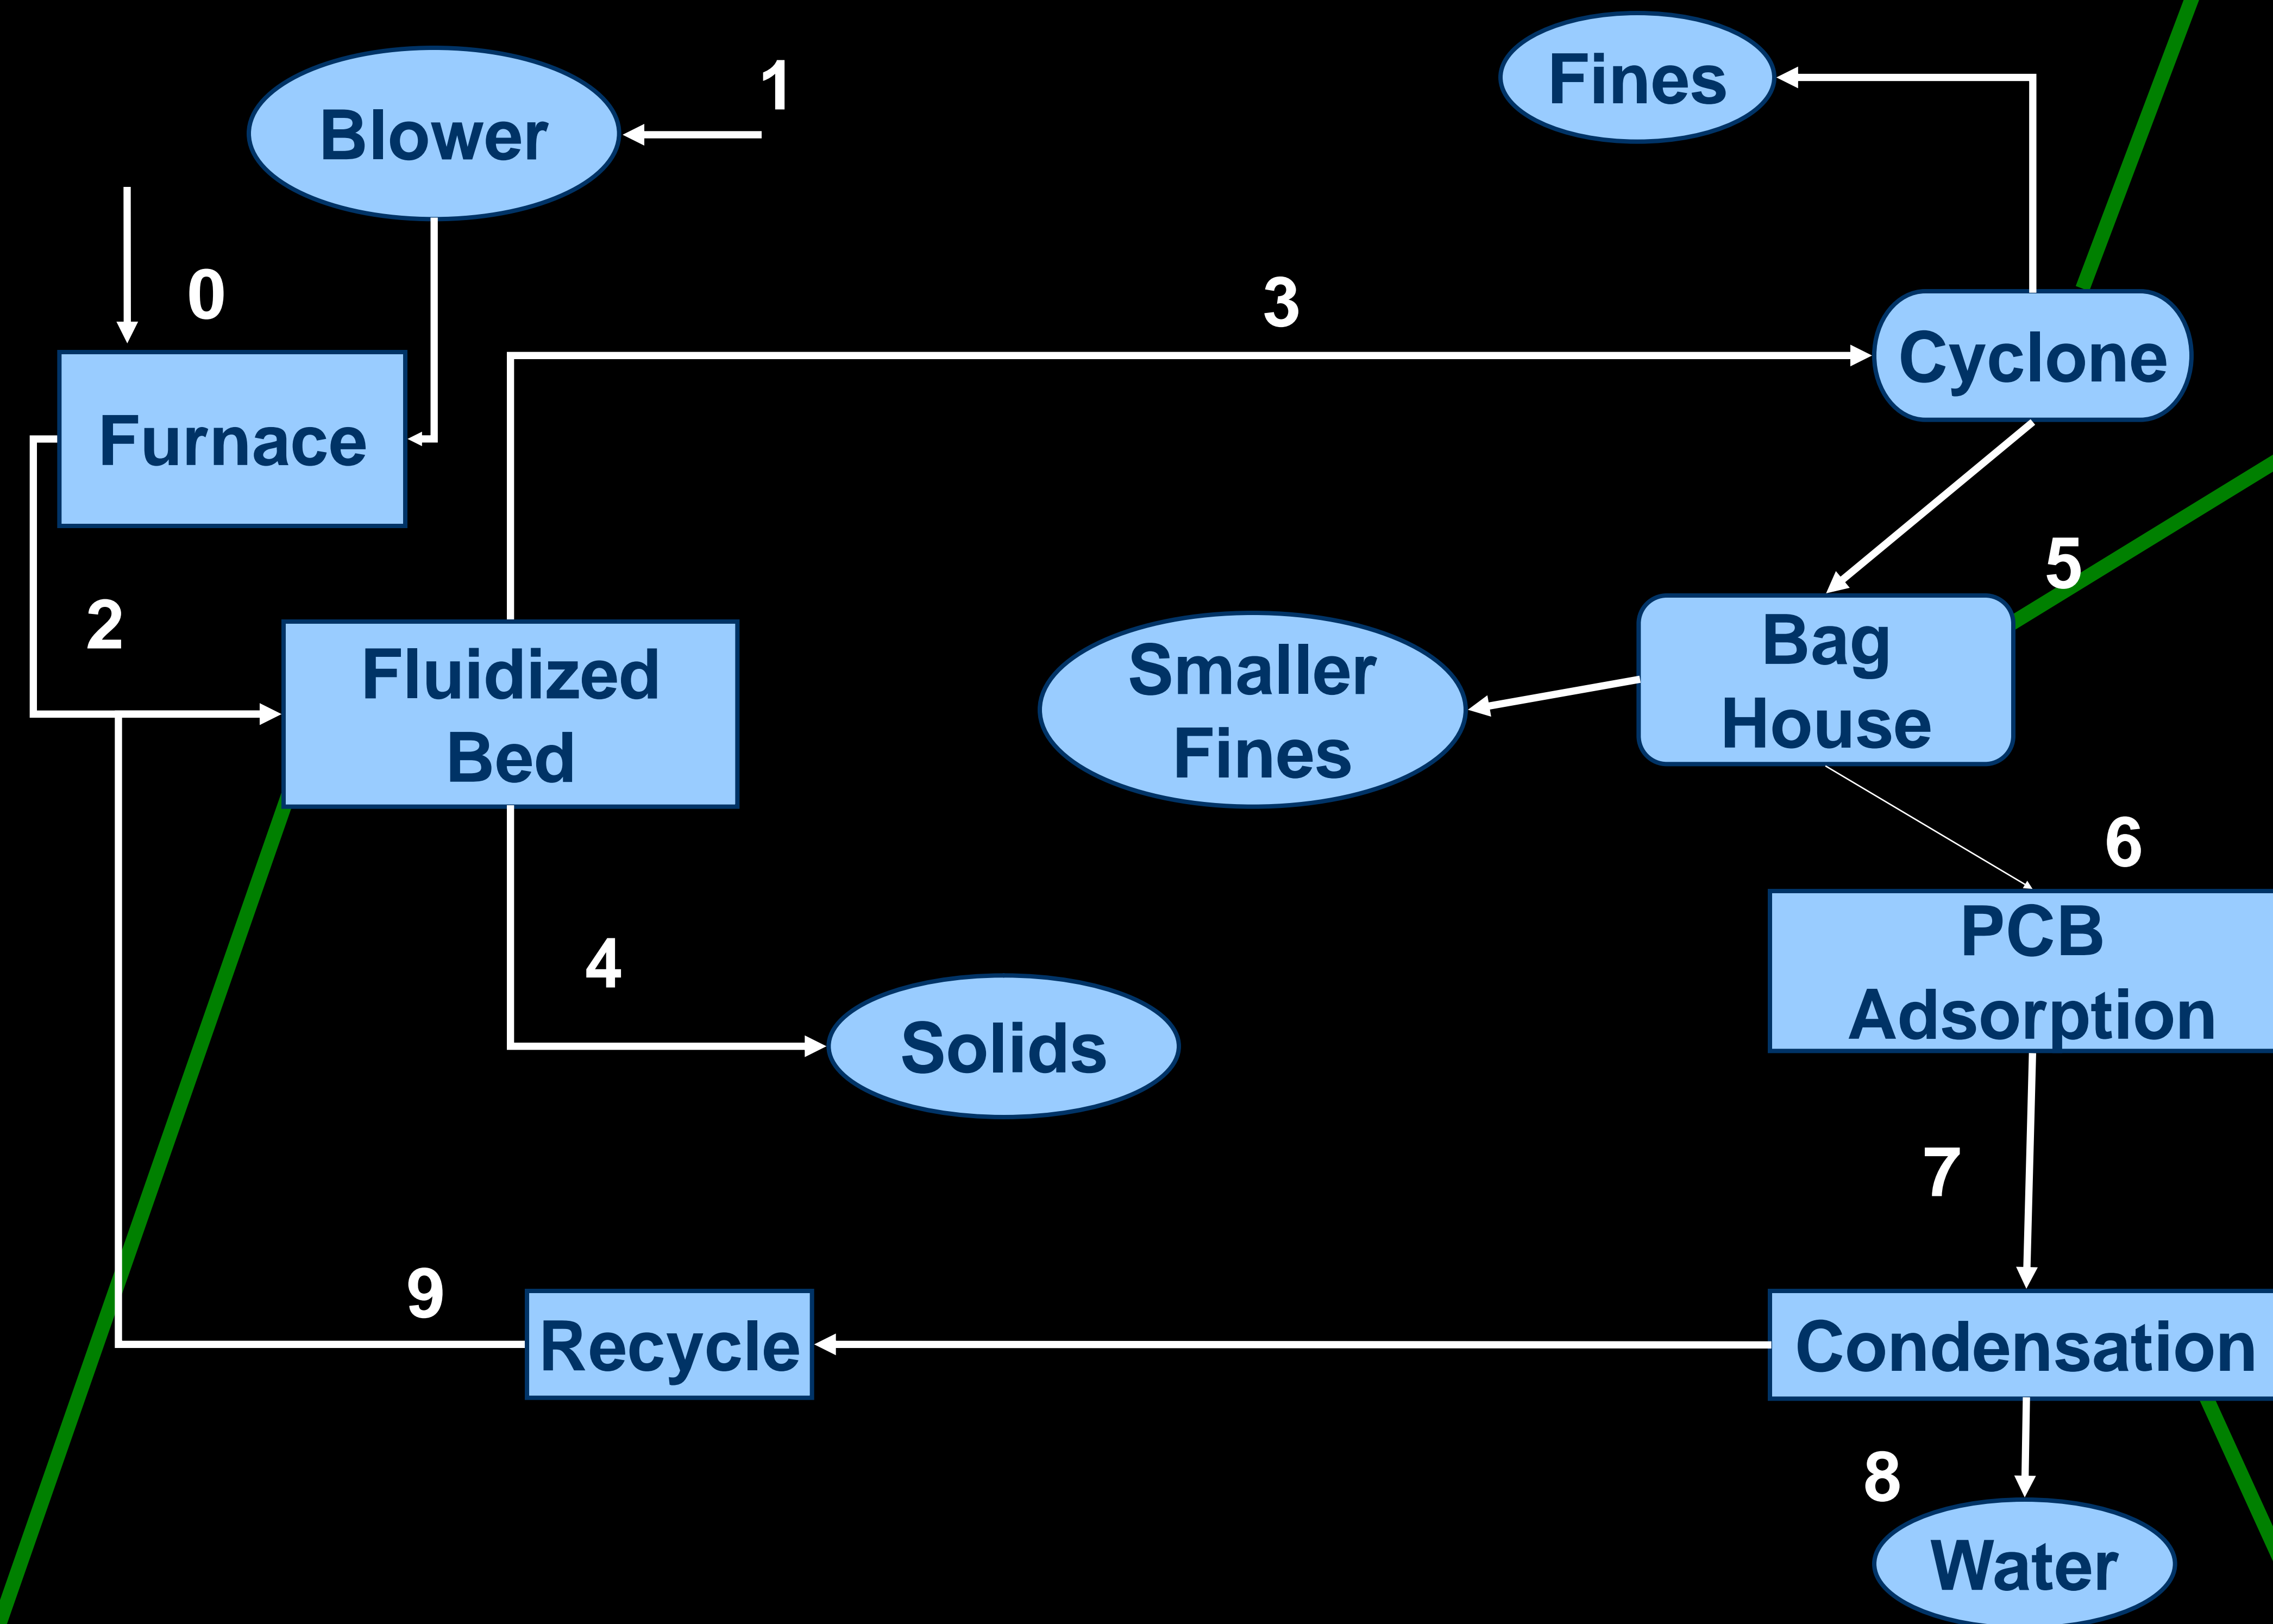 Fines
1
Blower
0
3
Cyclone
Furnace
5
2
Fluidized
Bed
Smaller
Fines
Bag
House
6
PCB
Adsorption
4
Solids
7
9
Recycle
Condensation
8
Water